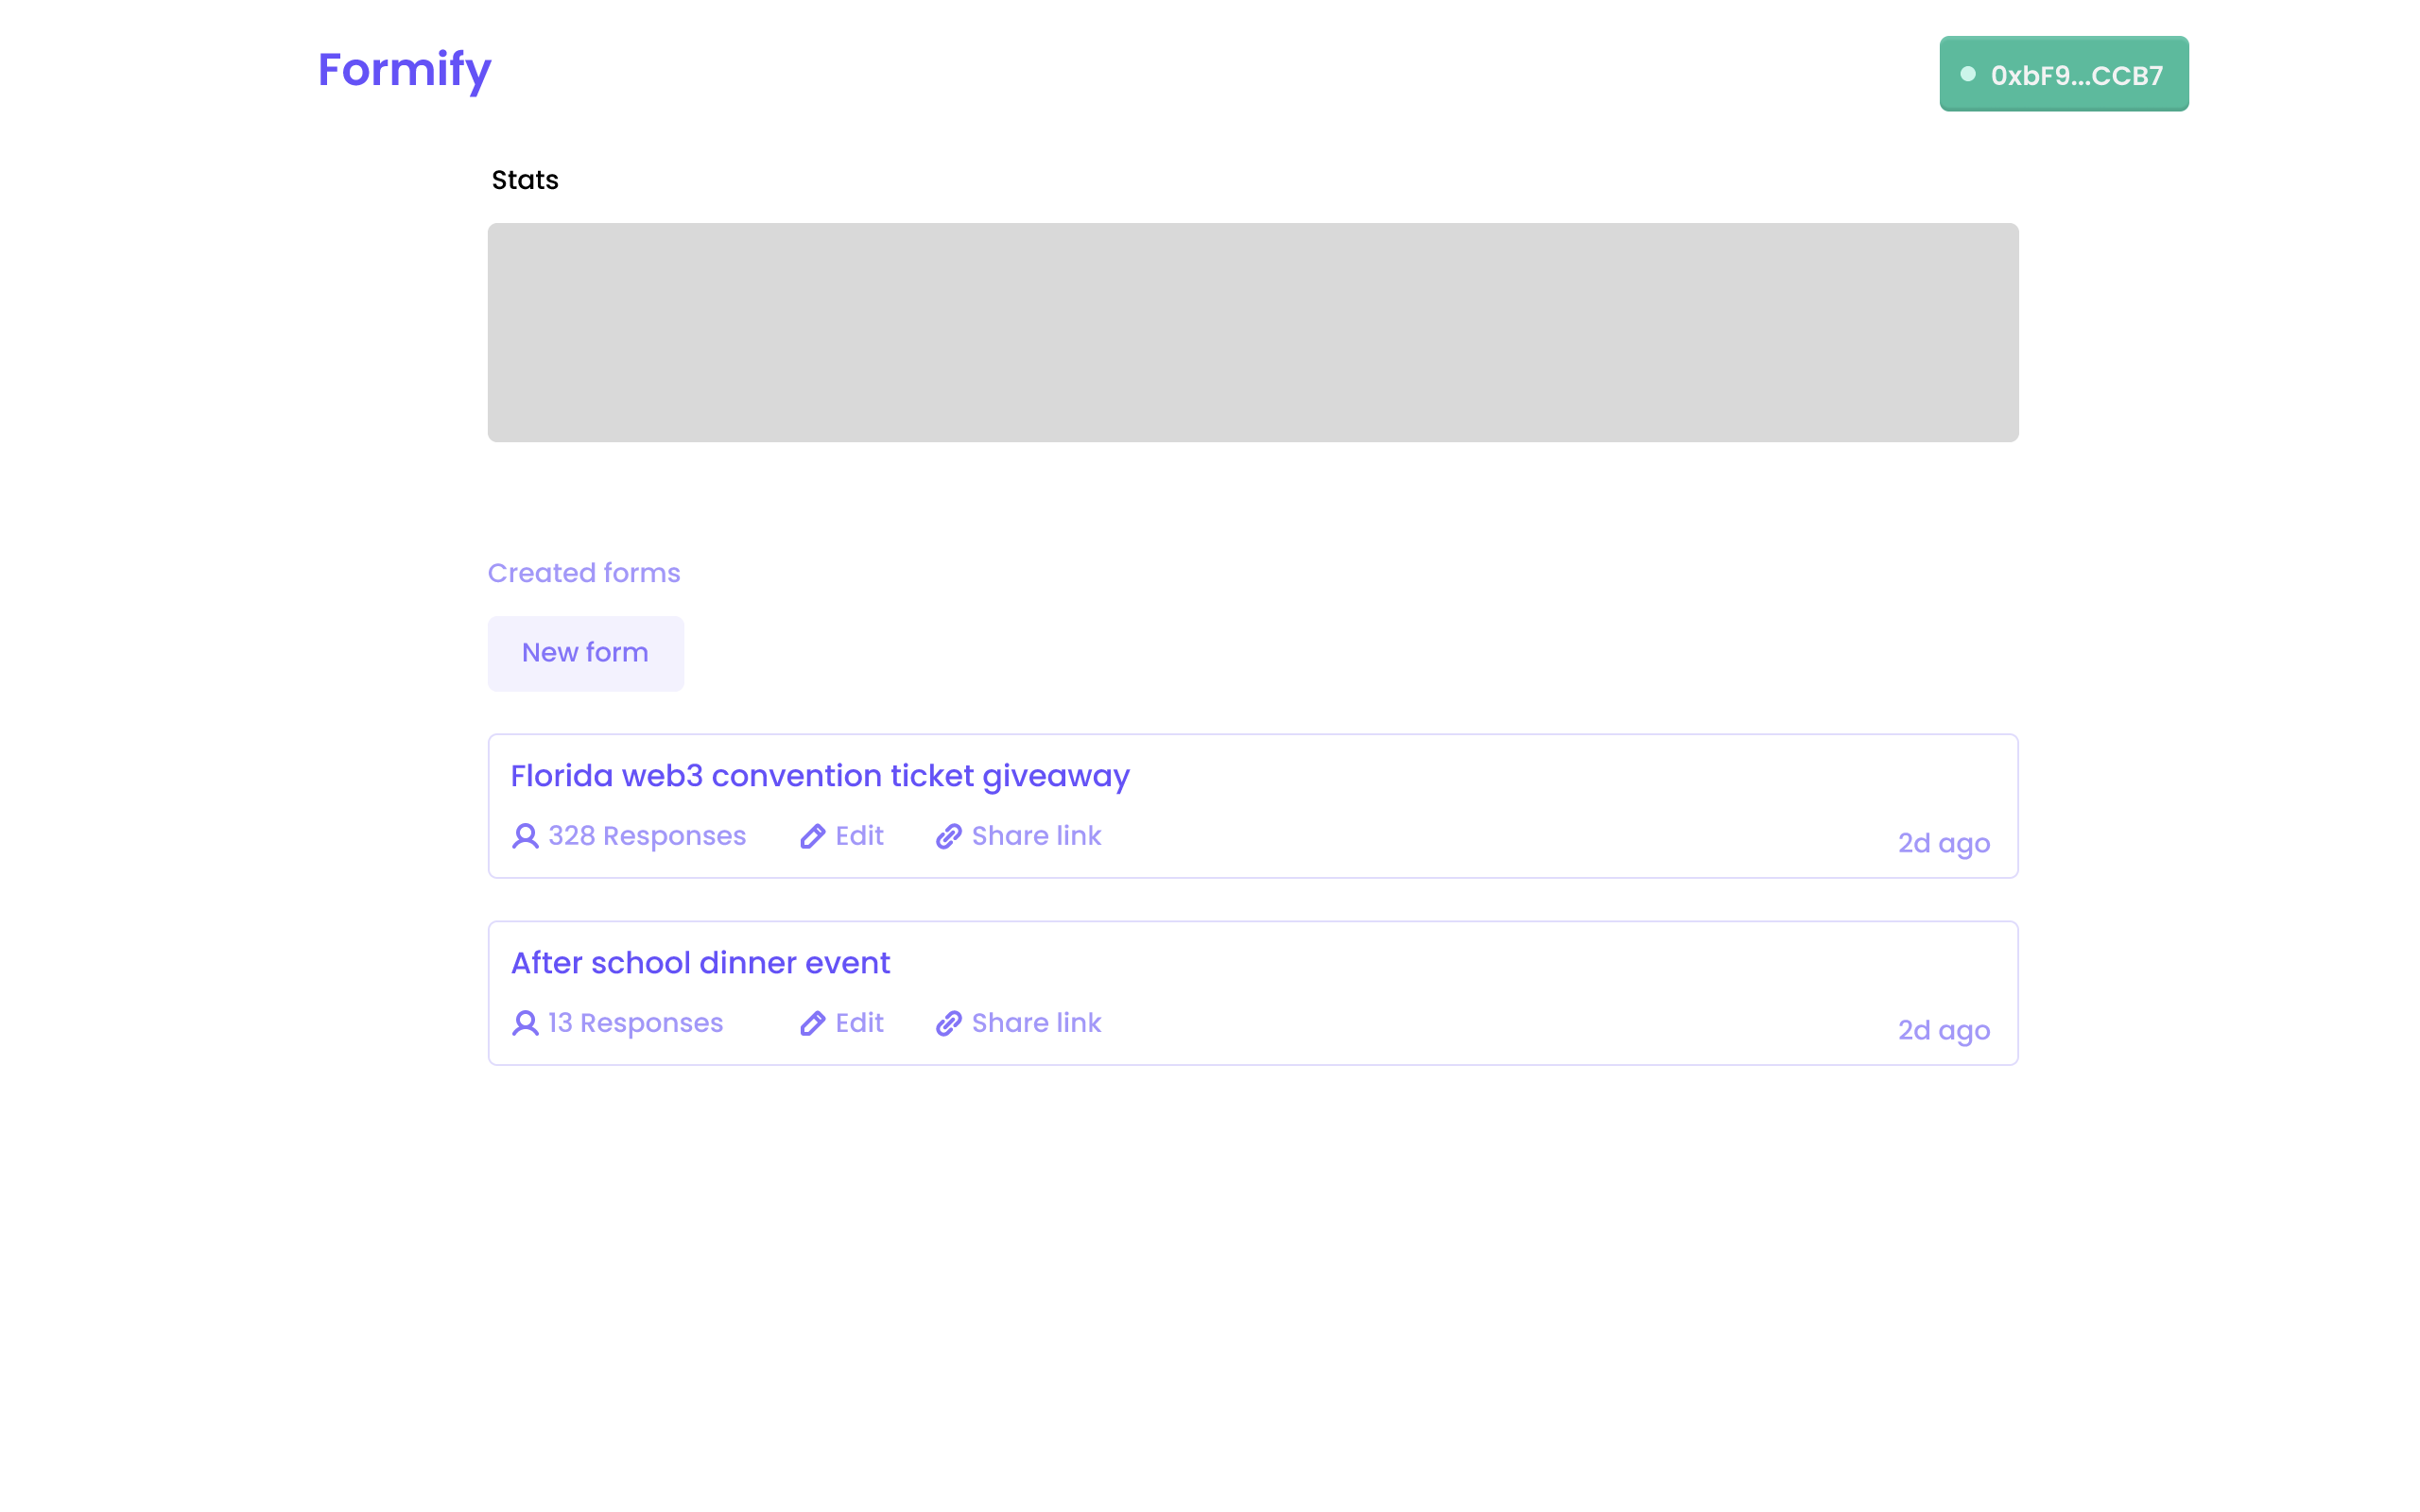 Formify
0xbF9...CCB7
Stats
Created forms
New form
Florida web3 convention ticket giveaway
328 Responses Edit Share link 2d ago
After school dinner event
13 Responses Edit Share link 2d ago